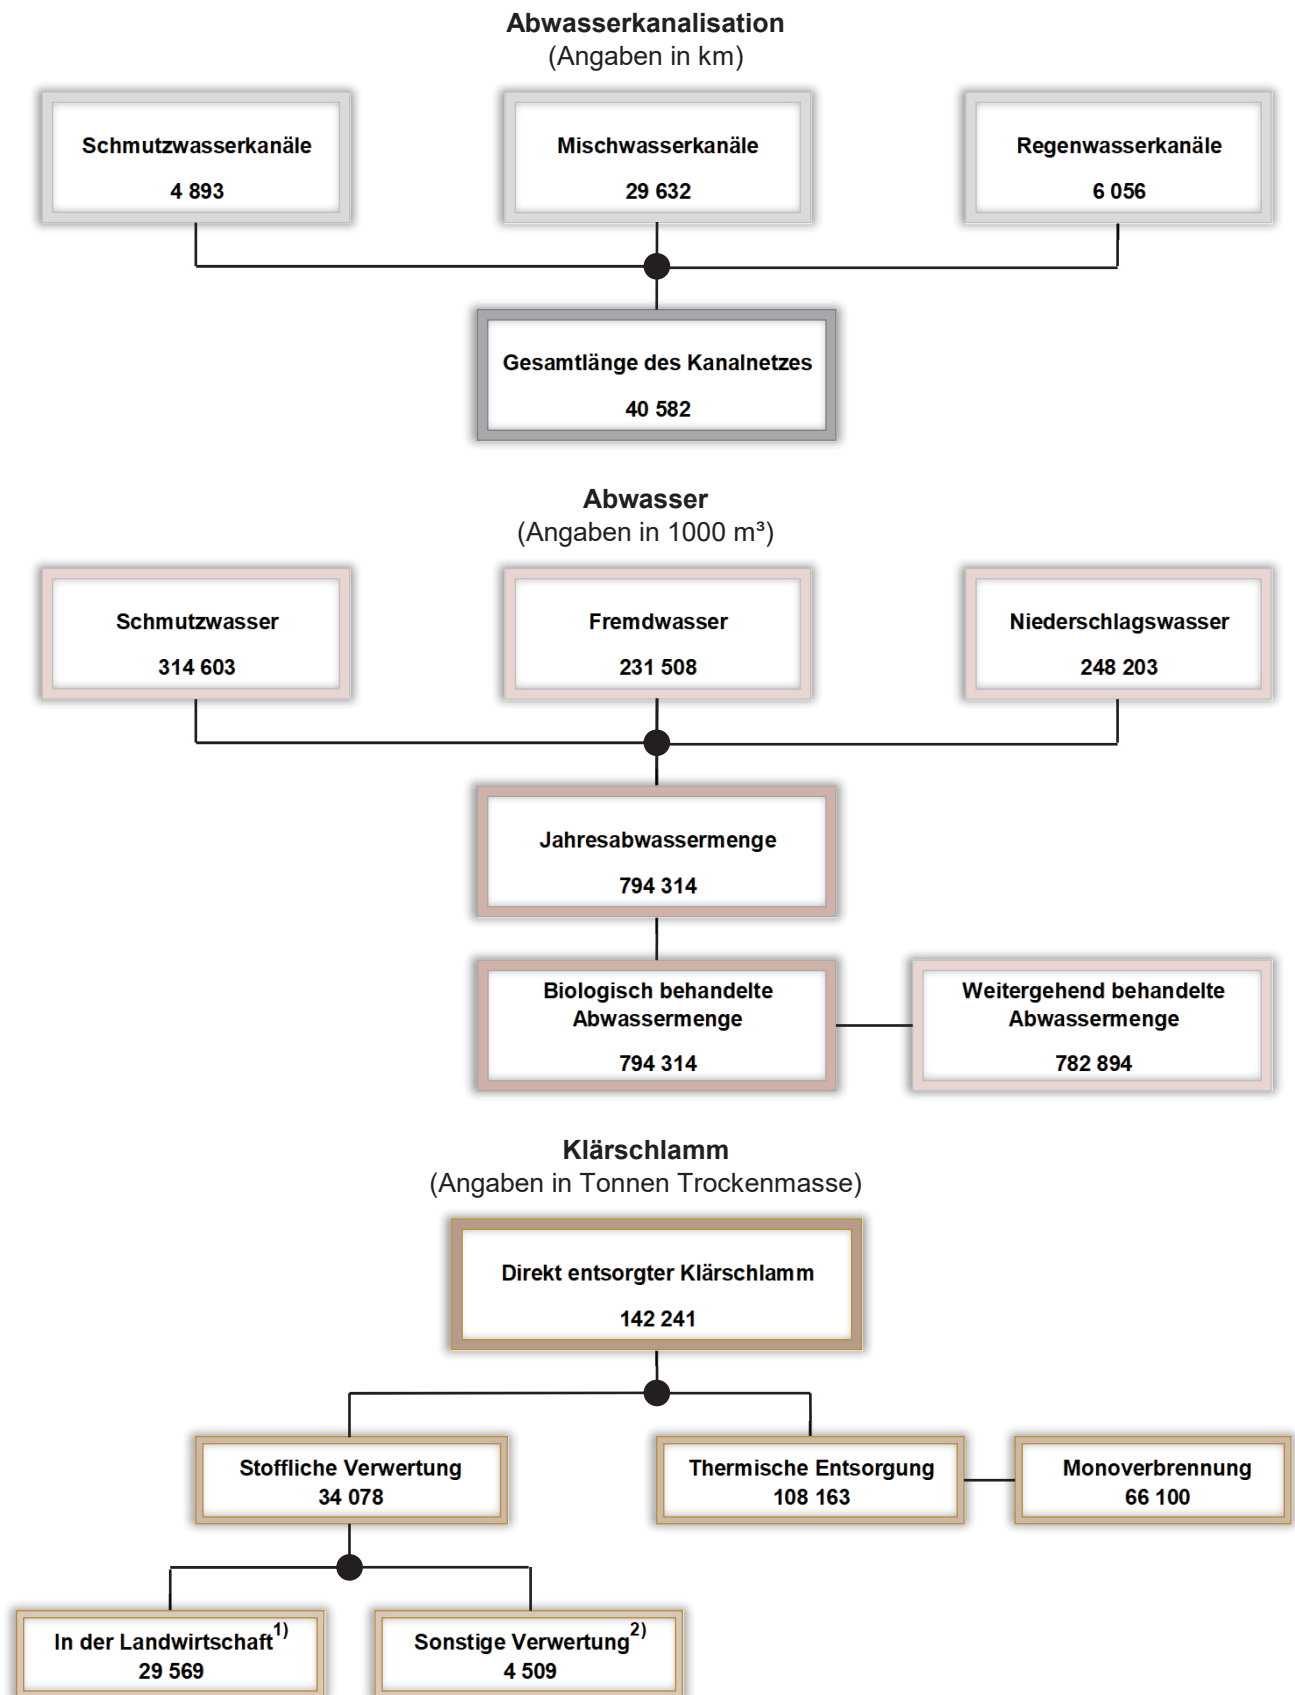 Abwasserkanalisation
(Angaben in km)
Schmutzwasserkanäle
4 893
Mischwasserkanäle
29 632
Regenwasserkanäle
6 056
Gesamtlänge des Kanalnetzes
40 582
Abwasser
(Angaben in 1000 m³)
Schmutzwasser
314 603
Fremdwasser
231 508
Niederschlagswasser
248 203
Jahresabwassermenge
794 314
Biologisch behandelte
Abwassermenge
794 314
Weitergehend behandelte
Abwassermenge
782 894
Klärschlamm
(Angaben in Tonnen Trockenmasse)
Direkt entsorgter Klärschlamm
142 241
Stoffliche Verwertung
34 078
Thermische Entsorgung
108 163
Monoverbrennung
66 100
In der Landwirtschaft1)
29 569
Sonstige Verwertung2)
4 509